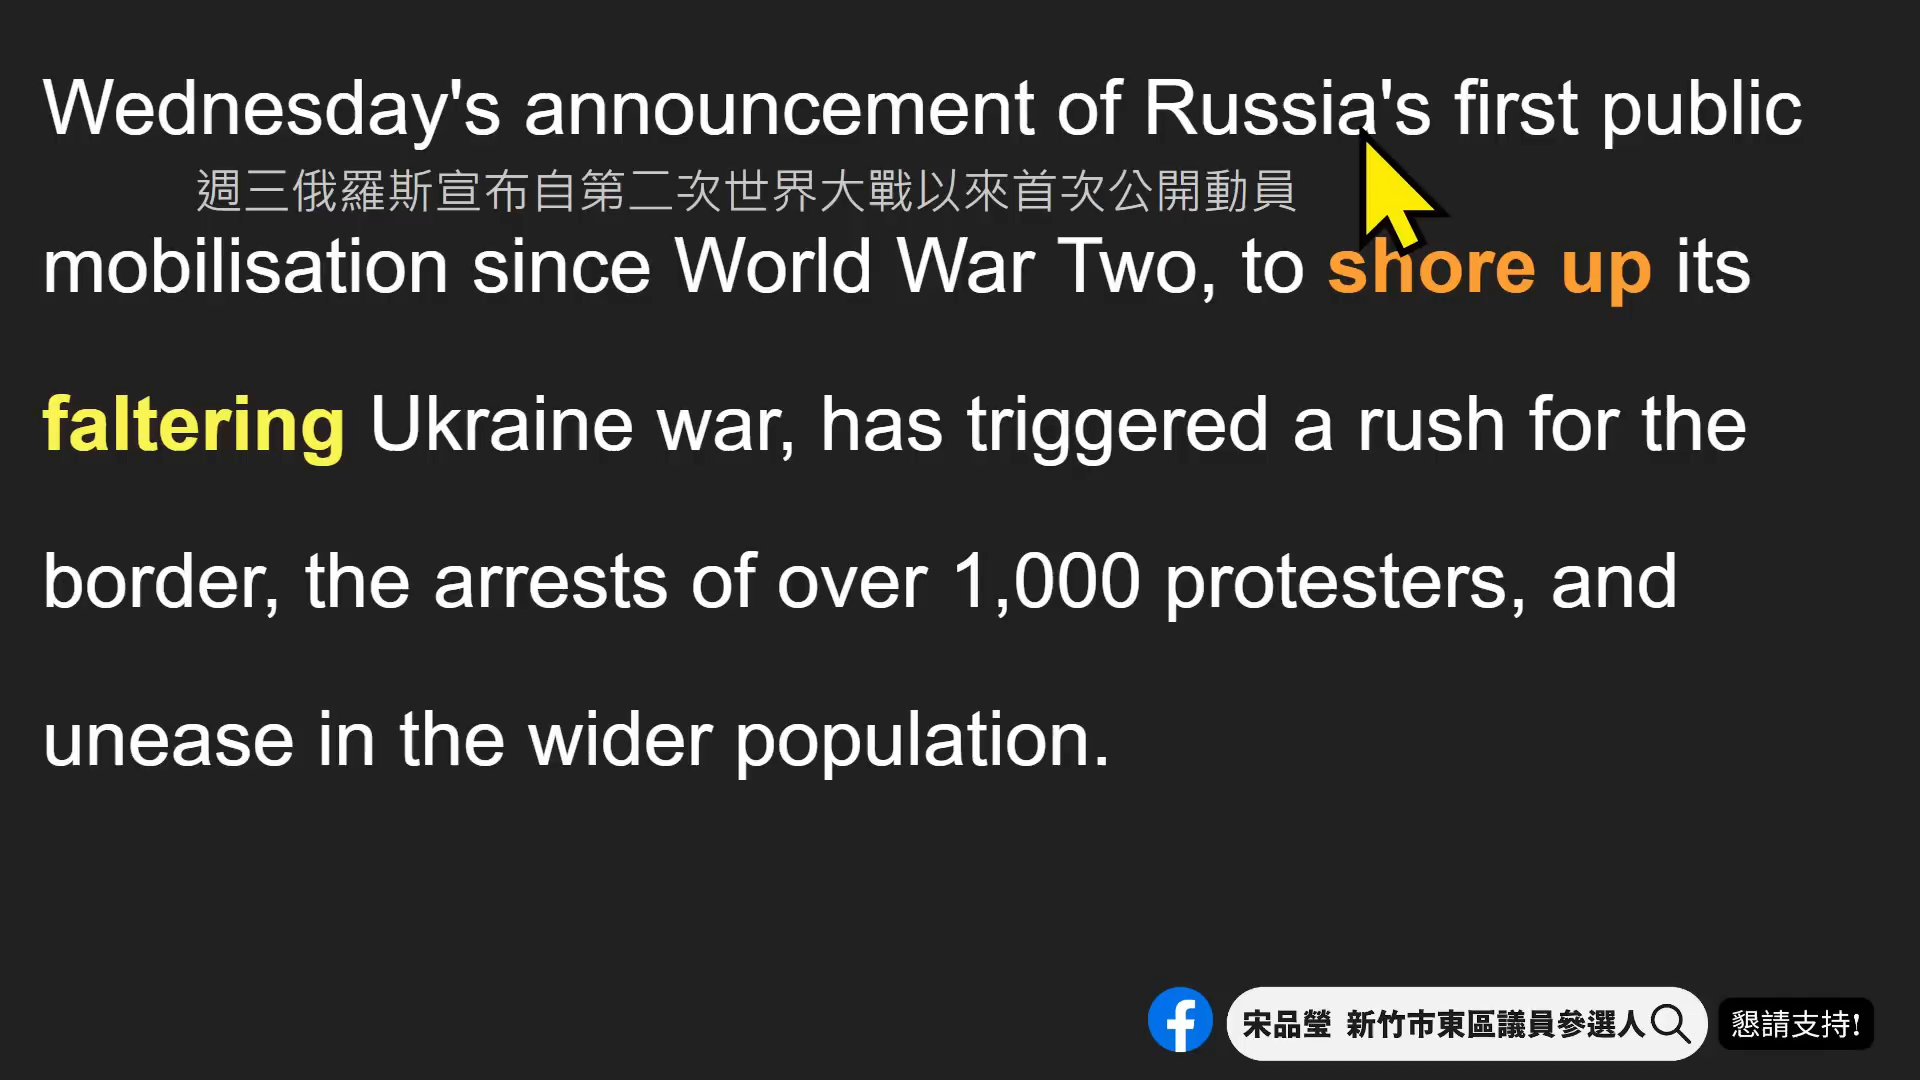 Wednesday's announcement of Russia's first public
週三俄羅斯宣布自第二次世界大戰以來首次公開動員
mobilisation since World War Two, to shore up its
faltering Ukraine war, has triggered a rush for the
border, the arrests of over 1,000 protesters, and
unease in the wider population.
宋品瑩 新竹市東區議員參選人
懇請支持!